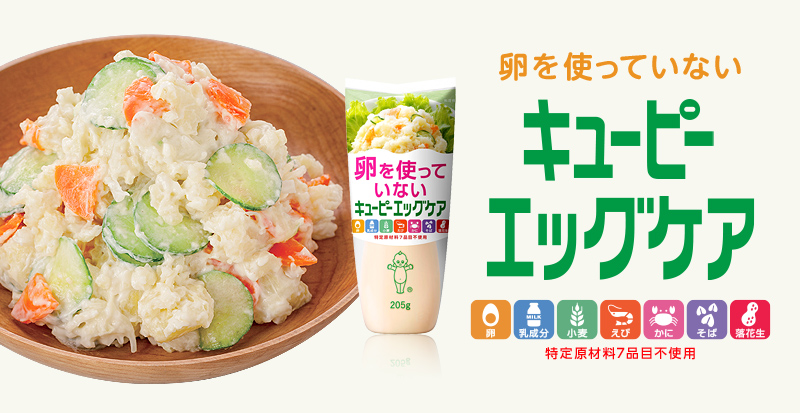 卵を使っていない
キユーピー
エッグケア
卵
MILK
乳成分
小麦
えび
かに
そば
落花生
特定原材料7品目不使用
卵を使って
いない
キユーピーエッグケア
特定原材料7品目不使用
®
205g